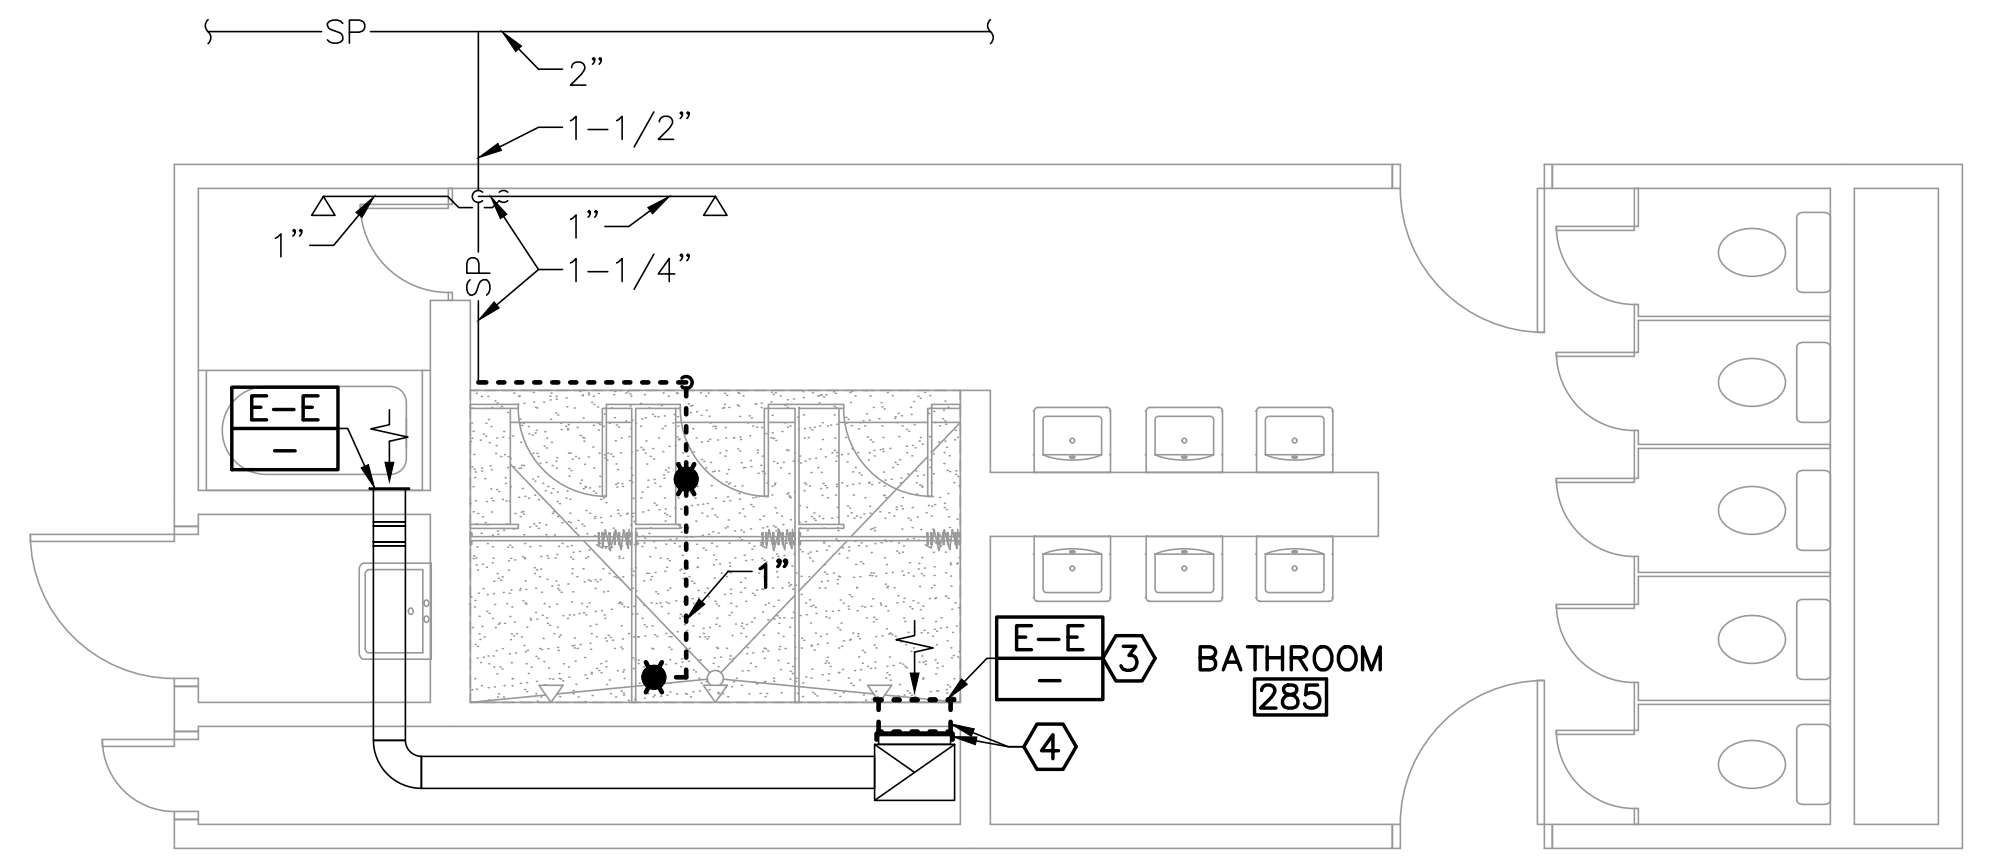 SP
2”
1-1/2”
1”
1”
SP
1-1/4”
E-E
-
1”
E-E
-
3
BATHROOM
285
4